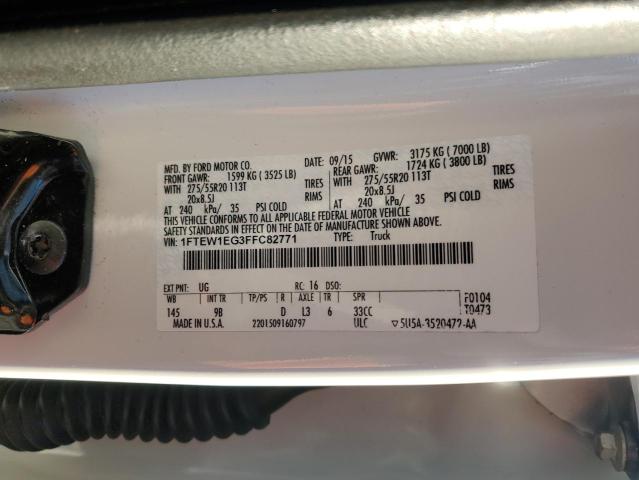 MFD. BY FORD MOTOR CO.
09/15 GVWR: 3175 KG ( 7000 LB)
FRONT GAWR: 1599 KG ( 3525 LB) REAR GAWR: 1724 KG ( 3800 LB)
WITH 275/55R20 113T TIRES WITH 275/55R20 113T TIRES
20x8.5J RIMS 20x8.5J RIMS
AT 240 kPa/ 35 PSI COLD AT 240 kPa/ 35 PSI COLD
THIS VEHICLE CONFORMS TO ALL APPLICABLE FEDERAL MOTOR VEHICLE
SAFETY STANDARDS IN EFFECT ON THE DATE OF MANUFACTURE SHOWN ABOVE.
VIN: 1FTEW1EG3FFC82771 TYPE: Truck
EXT PNT: UG RC: 16 DSO:
WB INT TR TP/PS R AXLE TR SPR F0104
145 9B D L3 6 33CC T0473
MADE IN U.S.A. 2201509160797 ULC ▽5U5A-3520472-AA